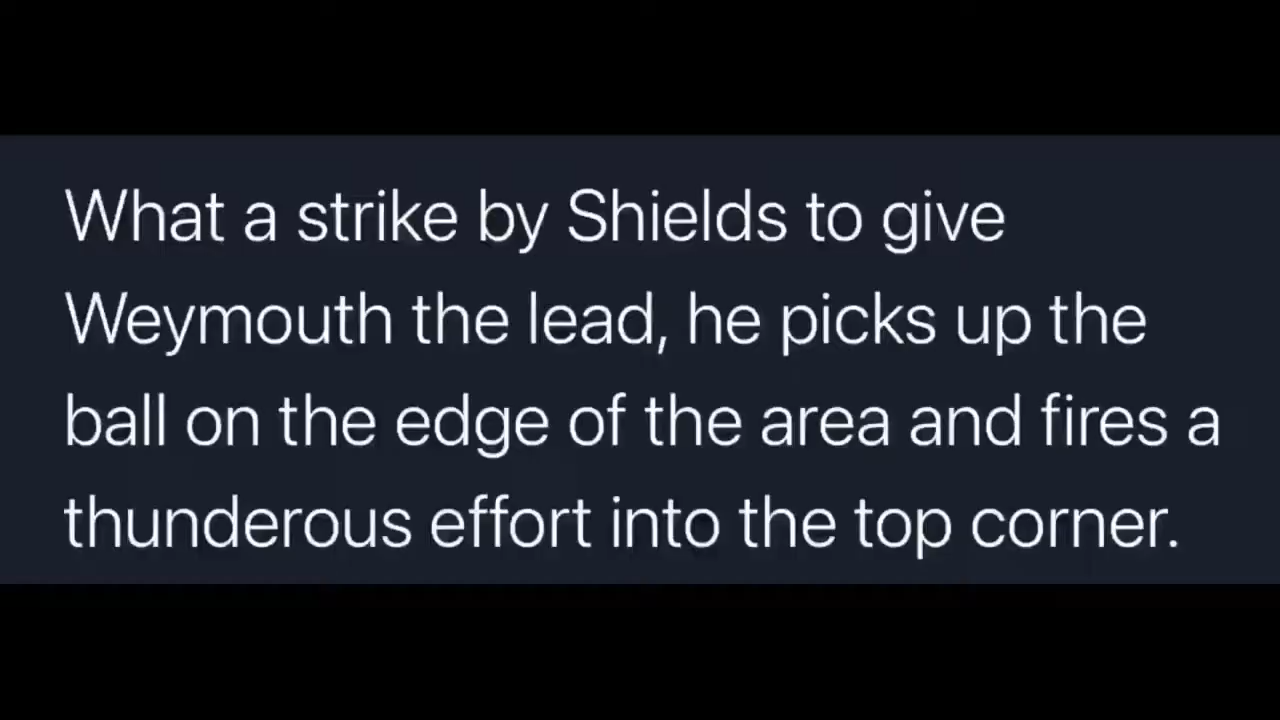 What a strike by Shields to give
Weymouth the lead, he picks up the
ball on the edge of the area and fires a
thunderous effort into the top corner.